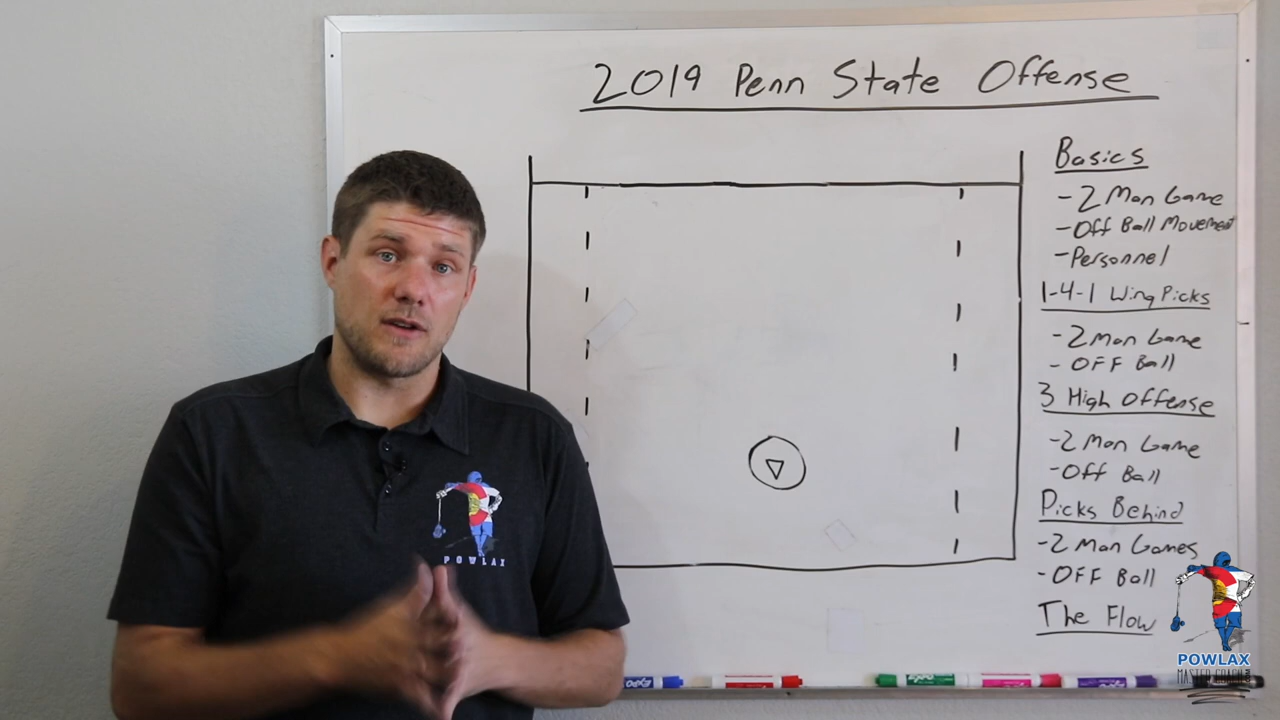 2019 Penn State Offense
Basics
-2 Man Game
-Off Ball Movement
-Personnel
1-4-1 Wing Picks
-2 Man Game
- OFF Ball
3 High Offense
-2 Man Game
-Off Ball
Picks Behind
-2 Man Games
-OFF Ball
The Flow
POWLAX
POWLAX
EXPO